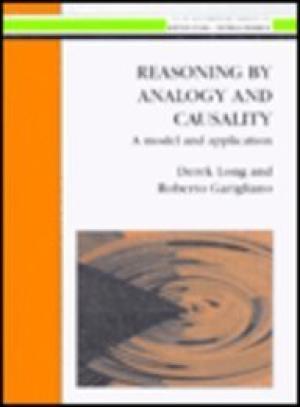 REASONING BY
ANALOGY AND
CAUSALITY
A model and application
Derek Long and
Roberto Garigliano